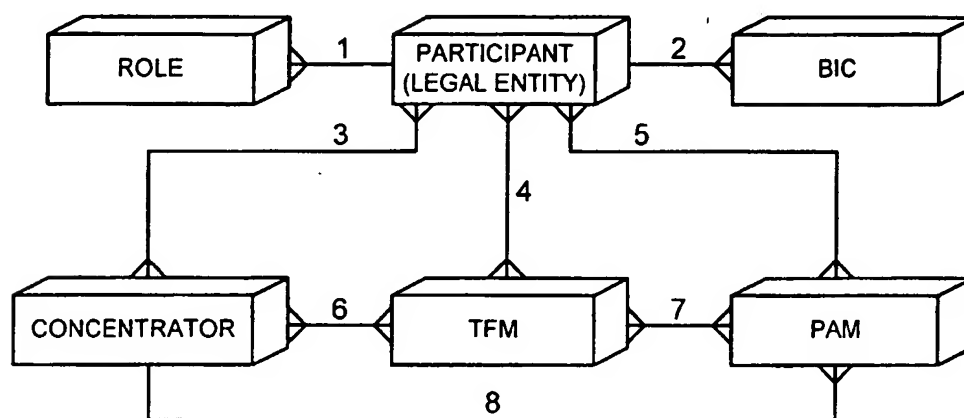 ROLE
1
PARTICIPANT
(LEGAL ENTITY)
2
BIC
3
4
5
CONCENTRATOR
6
TFM
7
PAM
8